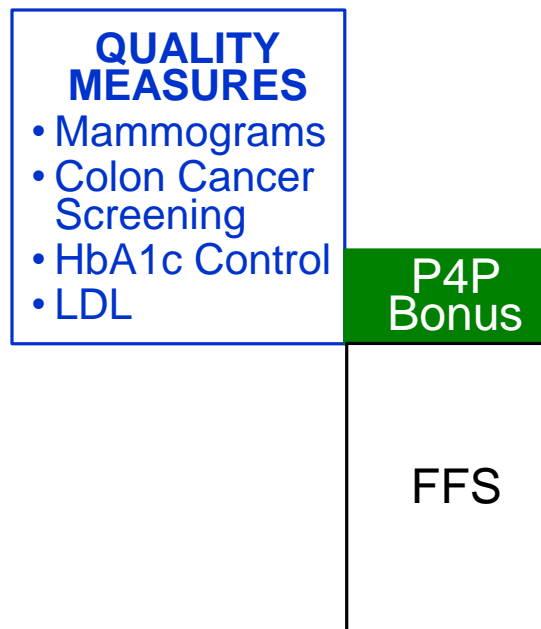 QUALITY
MEASURES
• Mammograms
• Colon Cancer
Screening
• HbA1c Control
• LDL
P4P
Bonus
FFS